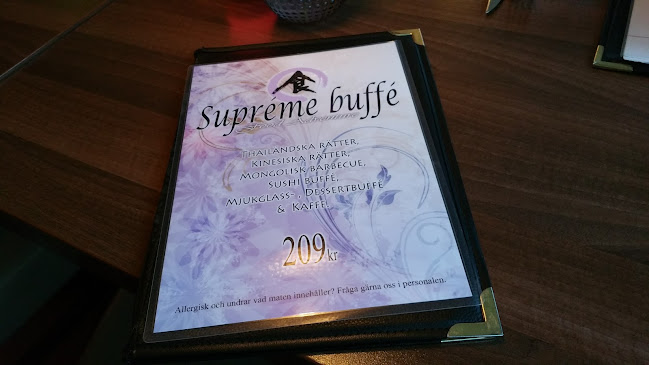 食
Supréme buffé
THAILÄNDSKA RÄTTER,
KINESISKA RÄTTER,
MONGOLISK BARBECUE,
SUSHI BUFFÉ,
MJUKGLASS-, DESSERTBUFFÉ
& KAFFE.
209kr
Allergisk och undrar vad maten innehåller? Fråga gärna oss i personalen.